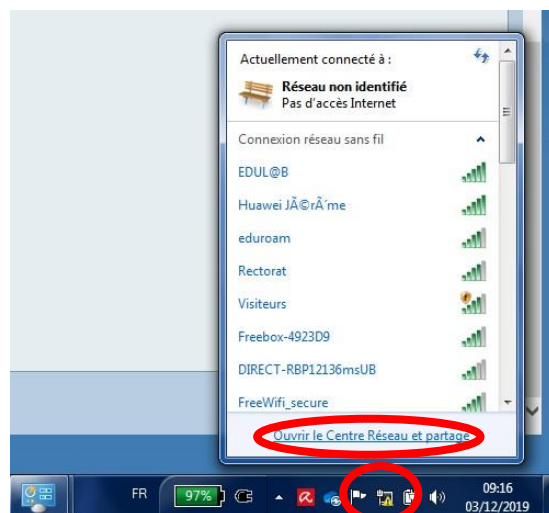 Actuellement connecté à :
Réseau non identifié
Pas d'accès Internet
Connexion réseau sans fil
EDUL@B
Huawei JÃ©rÃ´me
eduroam
Rectorat
Visiteurs
Freebox-4923D9
DIRECT-RBP12136msUB
FreeWifi_secure
Ouvrir le Centre Réseau et partage
FR
97%
09:16
03/12/2019